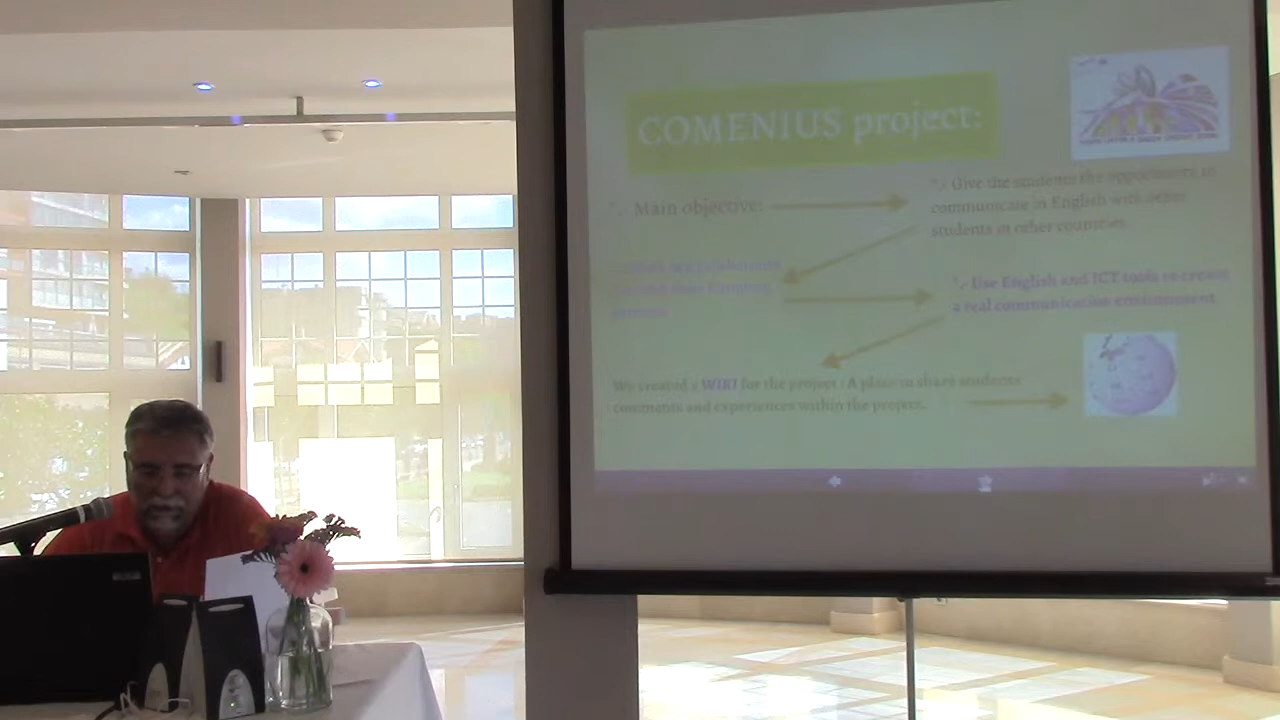 COMENIUS project:
Main objective:
- Give the students the opportunity to
communicate in English with other
students in other countries.
- Use English and ICT tools to create
a real communication environment.
We created a WIKI for the project : A place to share students
comments and experiences within the project.